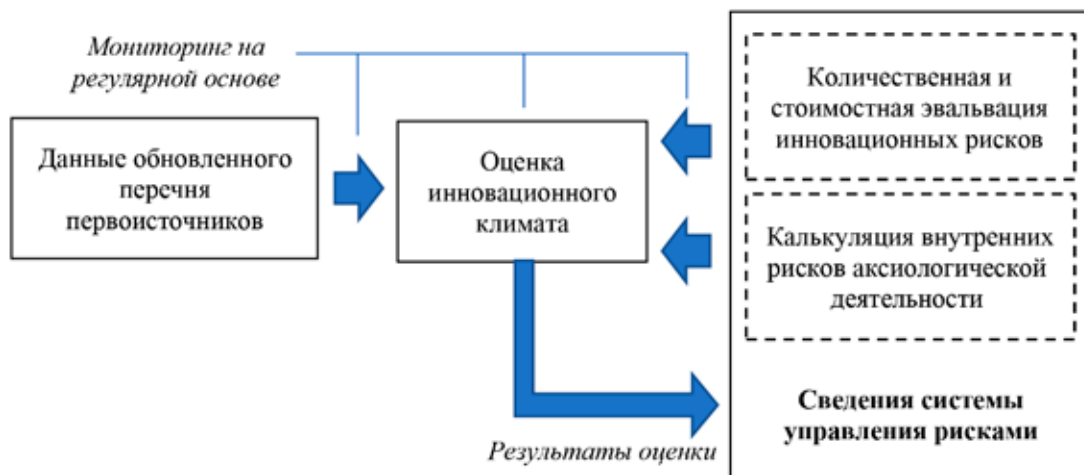 Мониторинг на
регулярной основе
Данные обновленного
перечня
первоисточников
Оценка
инновационного
климата
Количественная и
стоимостная эвальвация
инновационных рисков
Калькуляция внутренних
рисков аксиологической
деятельности
Сведения системы
управления рисками
Результаты оценки